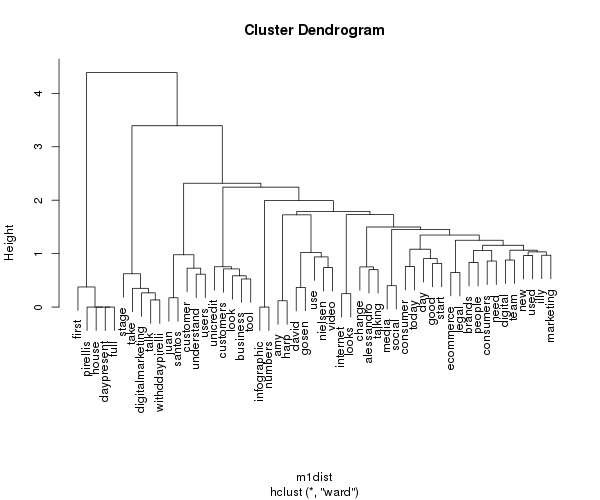 Cluster Dendrogram
Height
0
1
2
3
4
first
pirellis
house
daypresent
full
stage
take
digitalmarketing
talk
withddaypirelli
juan
santos
customer
understand
users
unicredit
customers
look
business
tool
infographic
numbers
amy
harp
david
gosen
use
nielsen
video
internet
looks
change
alessandro
talking
media
social
consumer
today
day
good
start
ecommerce
legal
brands
people
consumers
need
digital
team
new
used
illy
marketing
m1dist
hclust (*, "ward")